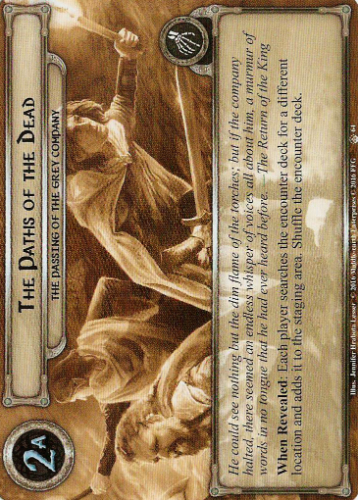 2A
THE PATHS OF THE DEAD
THE PASSING OF THE GREY COMPANY
He could see nothing but the dim flame of the torches; but if the company
halted, there seemed an endless whisper of voices all about him, a murmur of
words in no tongue that he had ever heard before. —The Return of the King
When Revealed: Each player searches the encounter deck for a different
location and adds it to the staging area. Shuffle the encounter deck.
Illus. Jennifer Hrabota Lesser © 2016 Middle-earth Enterprises © 2016 FFG 64